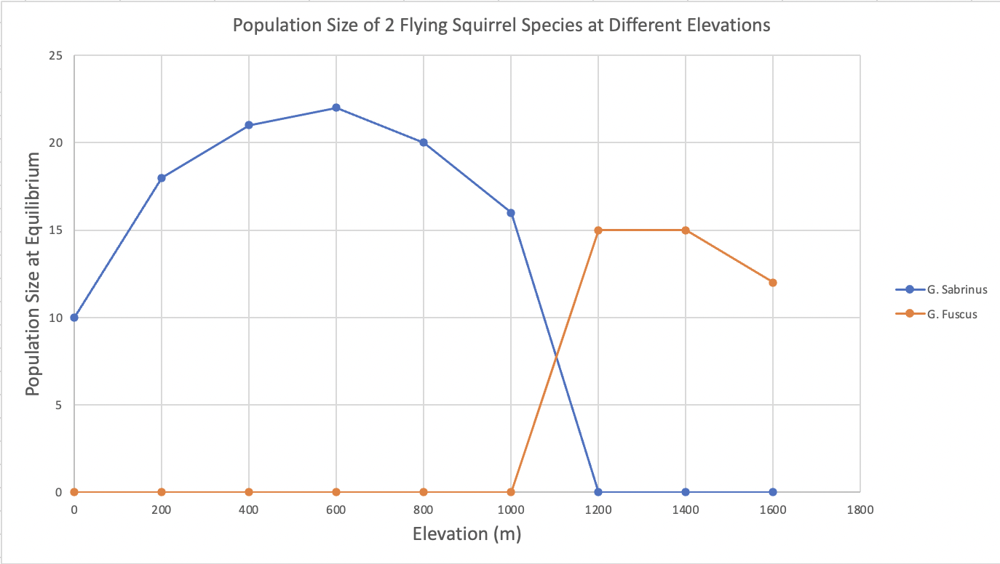 Population Size of 2 Flying Squirrel Species at Different Elevations
25
20
15
10
5
0
Population Size at Equilibrium
0 200 400 600 800 1000 1200 1400 1600 1800
Elevation (m)
G. Sabrinus
G. Fuscus